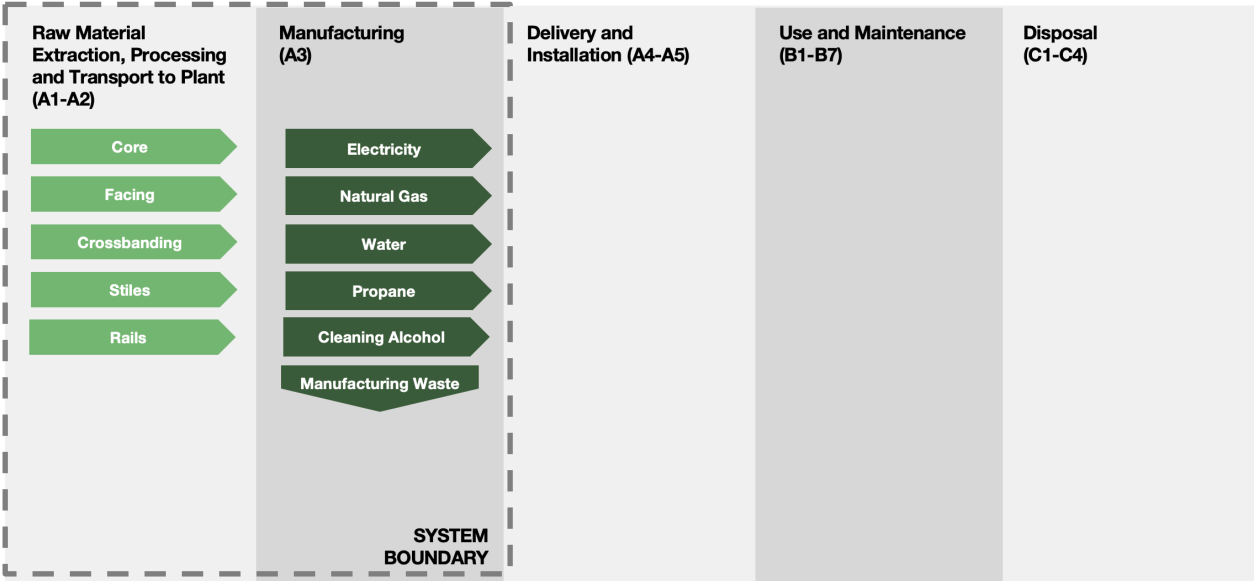 Raw Material
Extraction, Processing
and Transport to Plant
(A1-A2)
Core
Facing
Crossbanding
Stiles
Rails
Manufacturing
(A3)
Electricity
Natural Gas
Water
Propane
Cleaning Alcohol
Manufacturing Waste
SYSTEM
BOUNDARY
Delivery and
Installation (A4-A5)
Use and Maintenance
(B1-B7)
Disposal
(C1-C4)